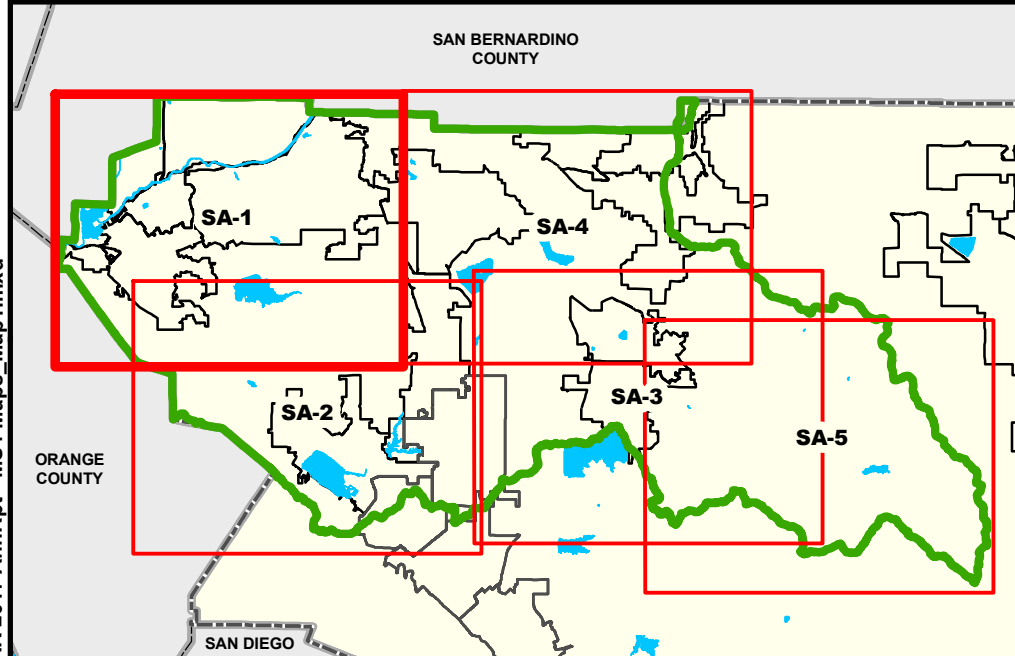 SAN BERNARDINO
COUNTY
SA-1
SA-4
SA-3
SA-2
SA-5
ORANGE
COUNTY
SAN DIEGO